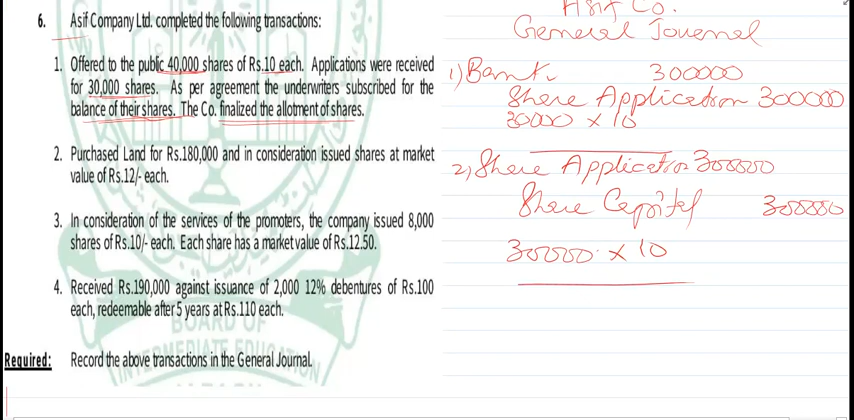 6. Asif Company Ltd. completed the following transactions:
1. Offered to the public 40,000 shares of Rs.10 each. Applications were received
for 30,000 shares. As per agreement the underwriters subscribed for the
balance of their shares. The Co. finalized the allotment of shares.
2. Purchased Land for Rs.180,000 and in consideration issued shares at market
value of Rs.12/- each.
3. In consideration of the services of the promoters, the company issued 8,000
shares of Rs.10/- each. Each share has a market value of Rs.12.50.
4. Received Rs.190,000 against issuance of 2,000 12% debentures of Rs.100
each, redeemable after 5 years at Rs.110 each.
Required: Record the above transactions in the General Journal.
BOARD OF
INTERMEDIATE EDUCATION
Asif Co.
General Journal
1) Bank 300000
Share Application 300000
30000 × 10
2) Share Application 300000
Share Capital 300000
30000 × 10